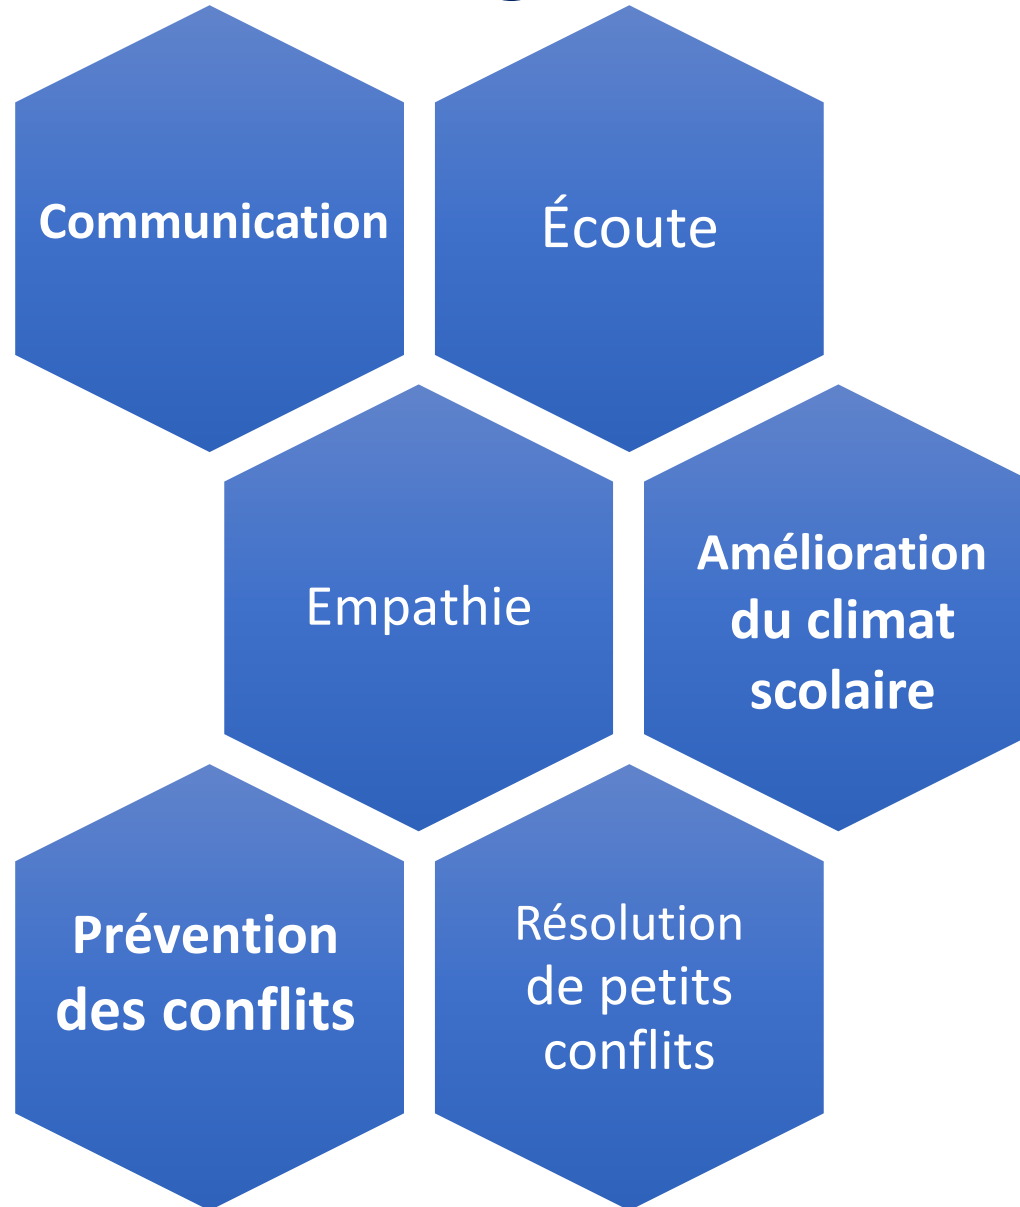 Communication
Écoute
Empathie
Amélioration
du climat
scolaire
Prévention
des conflits
Résolution
de petits
conflits